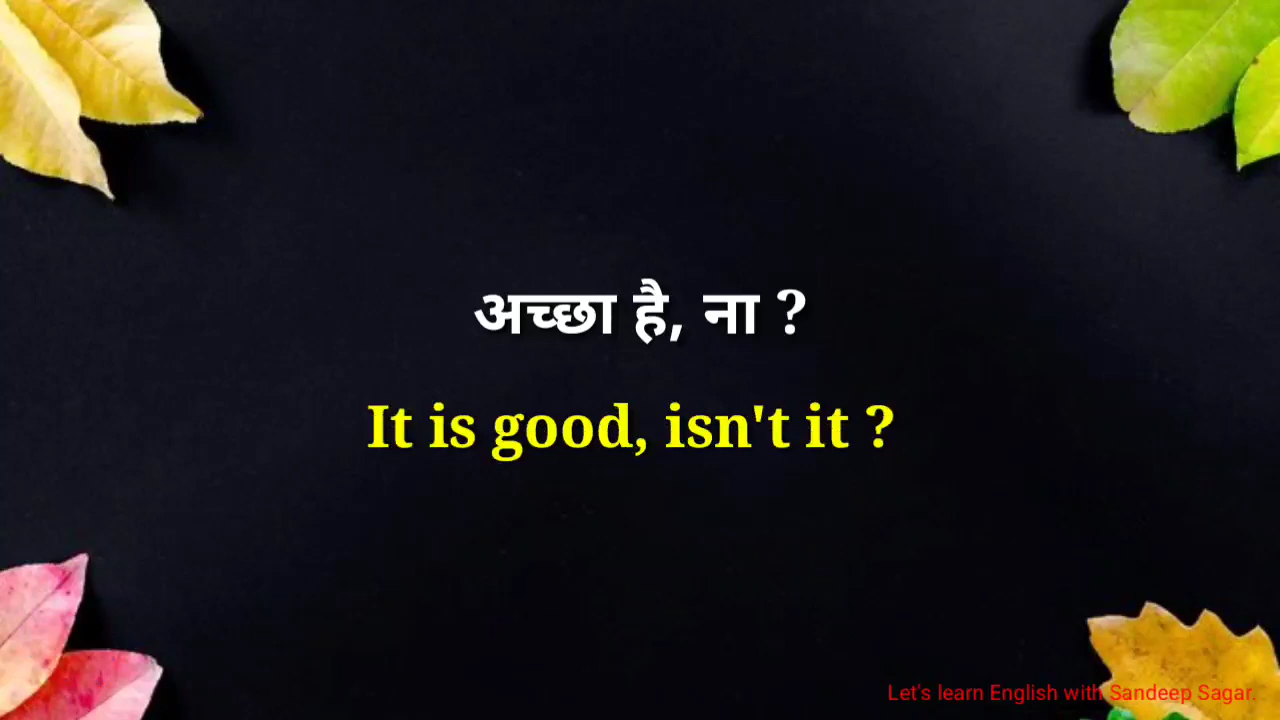 अच्छा है, ना ?
It is good, isn't it ?
Let's learn English with Sandeep Sagar.